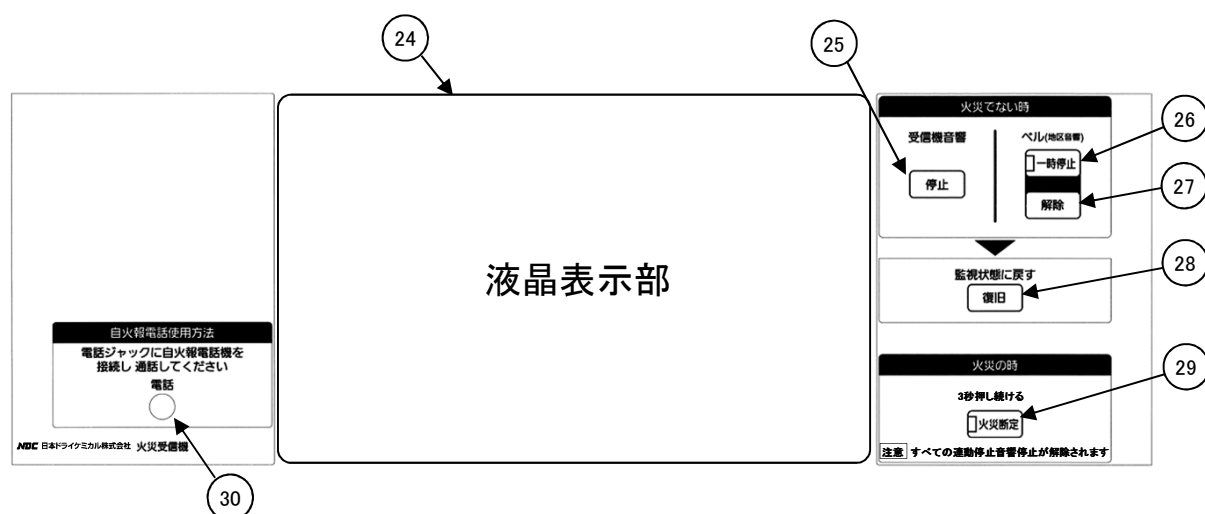 24
25
火災でない時
受信機音響
停止
ベル(地区音響)
一時停止
26
解除
27
監視状態に戻す
復旧
28
液晶表示部
自火報電話使用方法
電話ジャックに自火報電話機を
接続し 通話してください
電話
NDC 日本ドライケミカル株式会社 火災受信機
30
火災の時
3秒押し続ける
火災断定
29
注意 すべての連動停止音響停止が解除されます